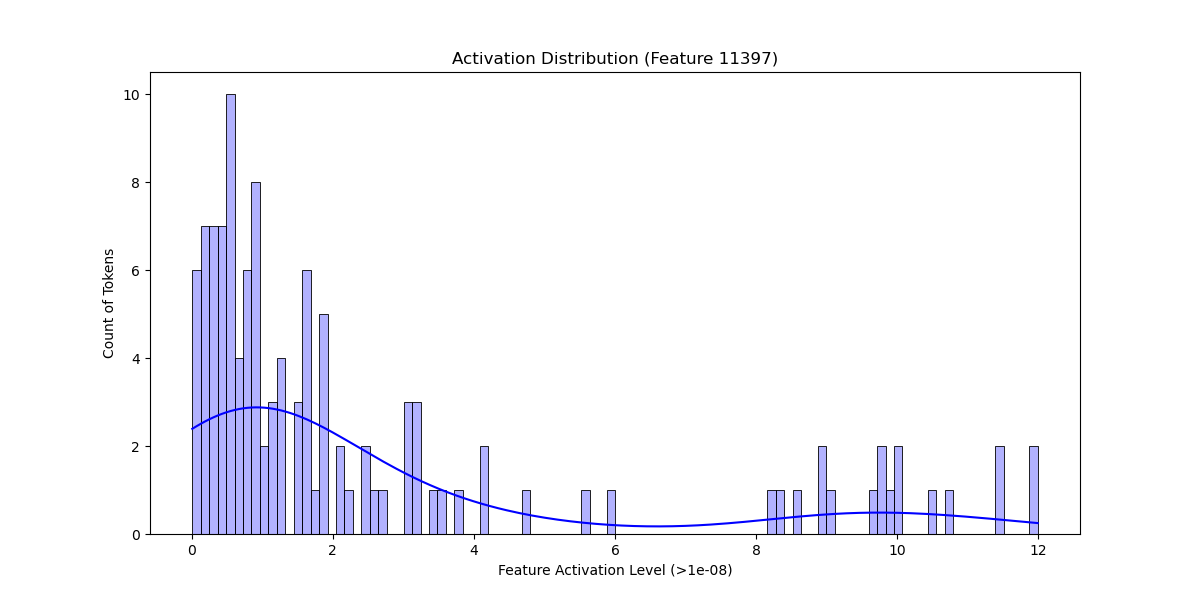 Activation Distribution (Feature 11397)
Count of Tokens
10
8
6
4
2
0
0 2 4 6 8 10 12
Feature Activation Level (>1e-08)